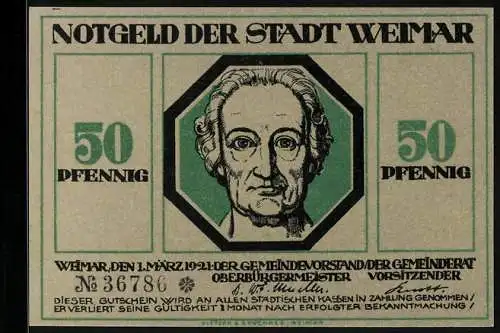 NOTGELD DER STADT WEIMAR
50
PFENNIG
50
PFENNIG
WEIMAR, DEN 1. MÄRZ 1921: DER GEMEINDEVORSTAND / DER GEMEINDERAT
OBERBÜRGERMEISTER VORSITZENDER
№ 36786 ❊
DIESER GUTSCHEIN WIRD AN ALLEN STÄDTISCHEN KASSEN IN ZAHLUNG GENOMMEN /
ER VERLIERT SEINE GÜLTIGKEIT 1 MONAT NACH ERFOLGTER BEKANNTMACHUNG /